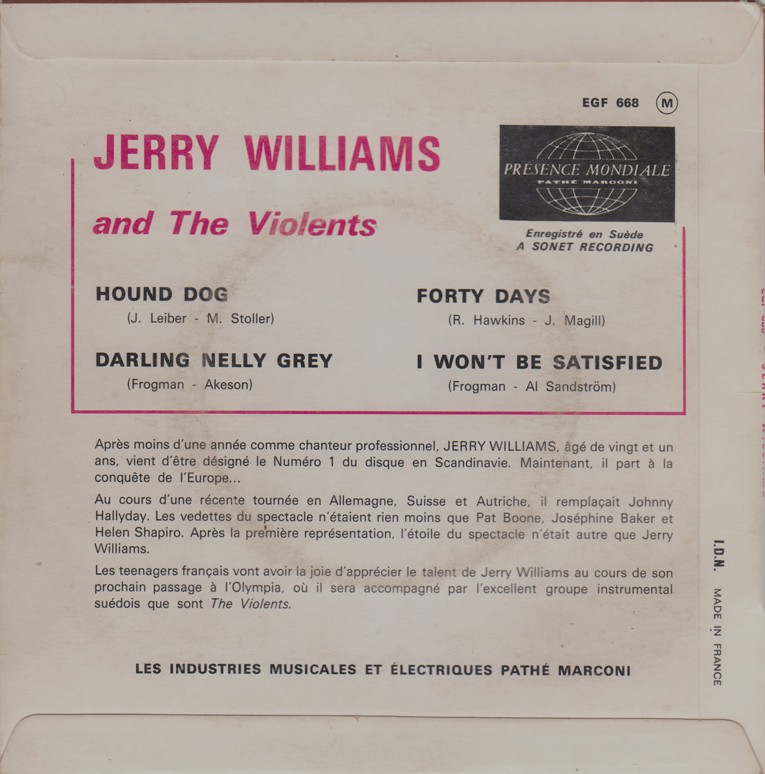 EGF 668 M
JERRY WILLIAMS
and The Violents
PRÉSENCE MONDIALE
PATHÉ MARCONI
Enregistré en Suède
A SONET RECORDING
HOUND DOG
(J. Leiber - M. Stoller)
FORTY DAYS
(R. Hawkins - J. Magill)
DARLING NELLY GREY
(Frogman - Akeson)
I WON'T BE SATISFIED
(Frogman - Al Sandström)
Après moins d'une année comme chanteur professionnel, JERRY WILLIAMS, âgé de vingt et un
ans, vient d'être désigné le Numéro 1 du disque en Scandinavie. Maintenant, il part à la
conquête de l'Europe...
Au cours d'une récente tournée en Allemagne, Suisse et Autriche, il remplaçait Johnny
Hallyday. Les vedettes du spectacle n'étaient rien moins que Pat Boone, Joséphine Baker et
Helen Shapiro. Après la première représentation, l'étoile du spectacle n'était autre que Jerry
Williams.
Les teenagers français vont avoir la joie d'apprécier le talent de Jerry Williams au cours de son
prochain passage à l'Olympia, où il sera accompagné par l'excellent groupe instrumental
suédois que sont The Violents.
LES INDUSTRIES MUSICALES ET ÉLECTRIQUES PATHÉ MARCONI
I.D.N. MADE IN FRANCE